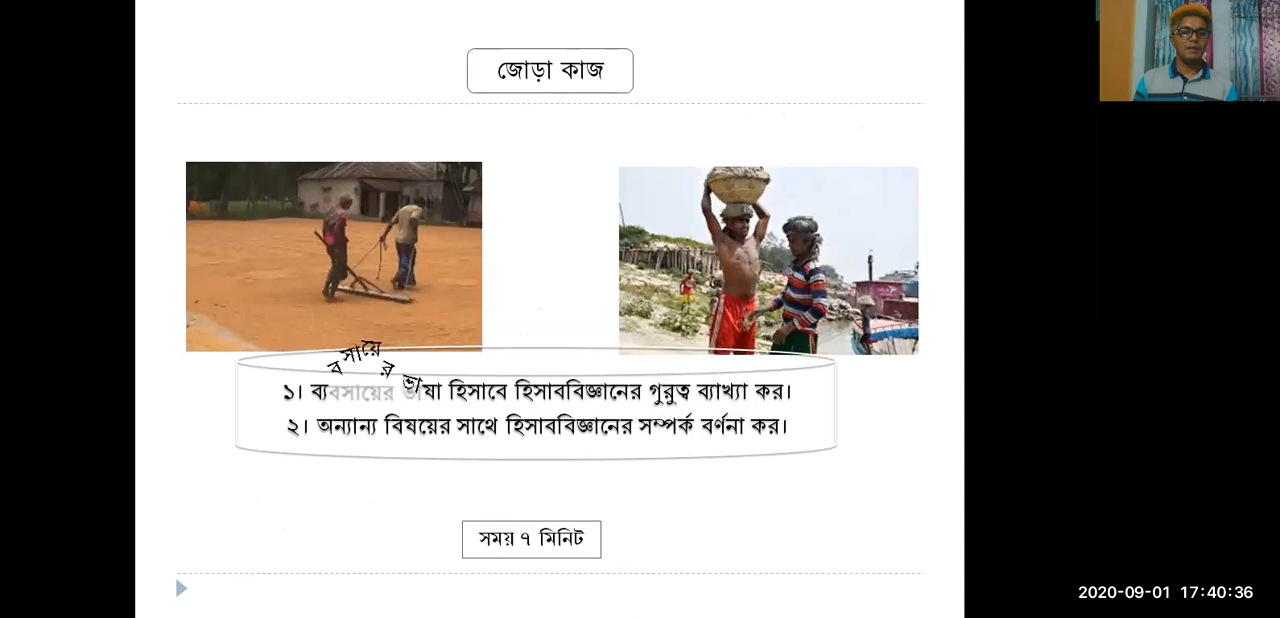 জোড়া কাজ
১। ব্যবসায়ের ভাষা হিসাবে হিসাববিজ্ঞানের গুরুত্ব ব্যাখ্যা কর।
২। অন্যান্য বিষয়ের সাথে হিসাববিজ্ঞানের সম্পর্ক বর্ণনা কর।
সময় ৭ মিনিট
2020-09-01 17:40:36